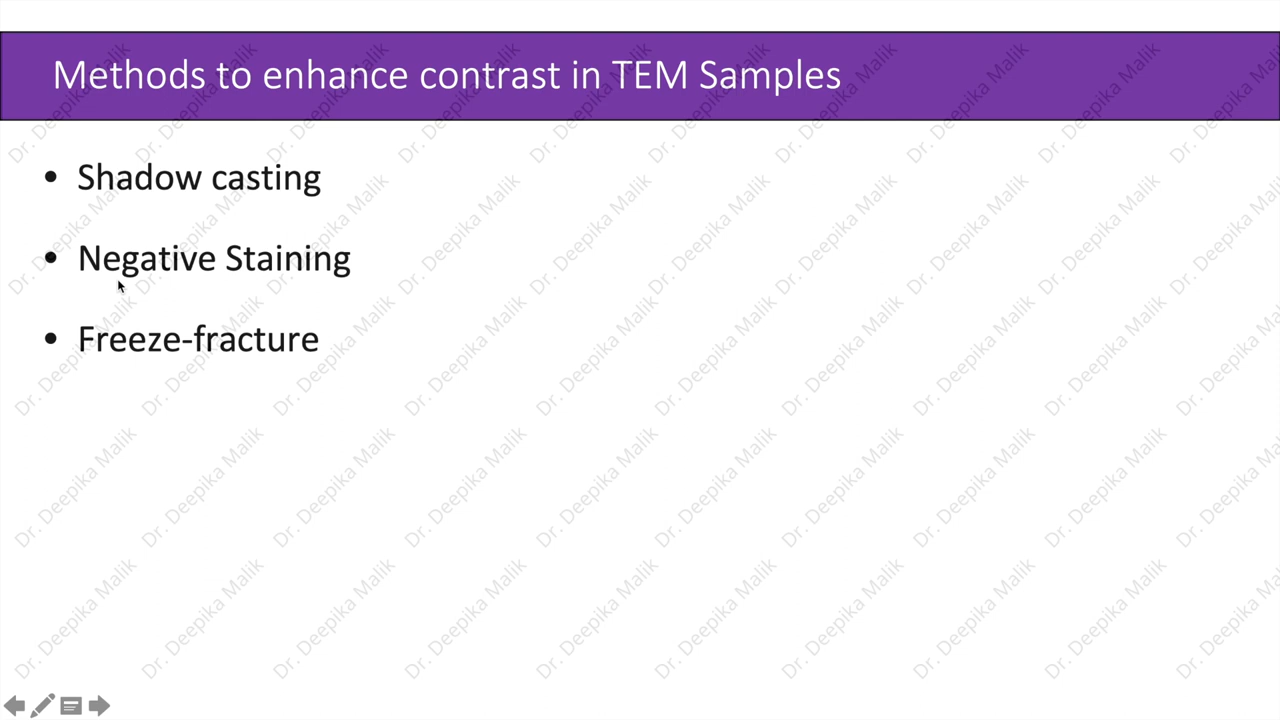 Methods to enhance contrast in TEM Samples
• Shadow casting
• Negative Staining
• Freeze-fracture
Dr. Deepika Malik